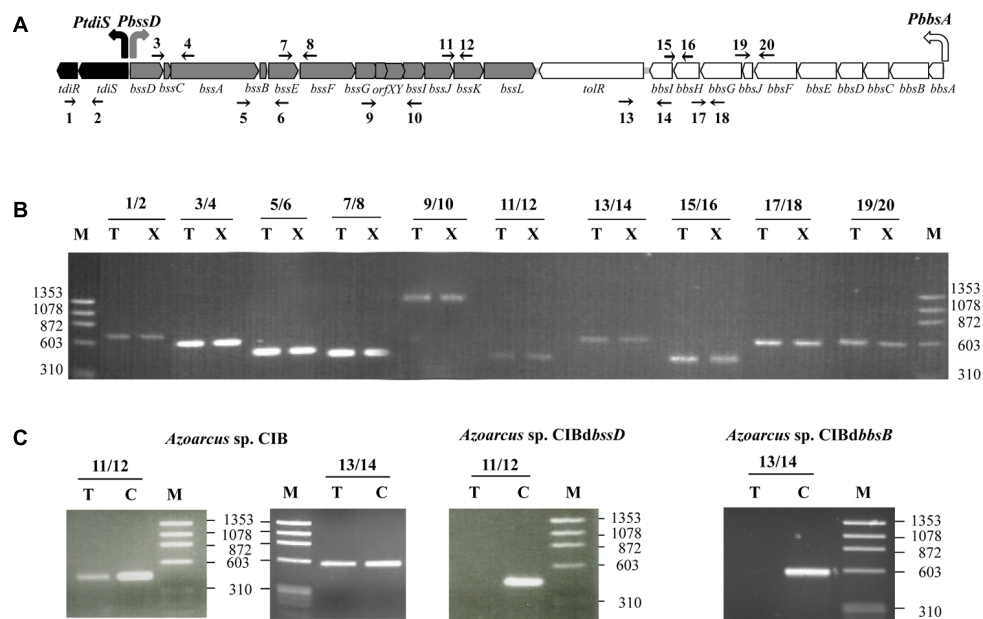 A
PtdiS PbssD PbbsA
3 4 7 8 11 12 15 16 19 20
tdiR tdiS bssD bssC bssA bssB bssE bssF bssG orfXY bssI bssJ bssK bssL tolR bbsI bbsH bbsG bbsJ bbsF bbsE bbsD bbsC bbsB bbsA
1 2 5 6 9 10 13 14 17 18
B
1/2 3/4 5/6 7/8 9/10 11/12 13/14 15/16 17/18 19/20
M T X T X T X T X T X T X T X T X T X T X M
1353 1353
1078 1078
872 872
603 603
310 310
C
Azoarcus sp. CIB
11/12 13/14
T C M M T C
1353
1078
872
603
310
Azoarcus sp. CIBdbssD
11/12
T C M
1353
1078
872
603
310
Azoarcus sp. CIBdbbsB
13/14
T C M
1353
1078
872
603
310